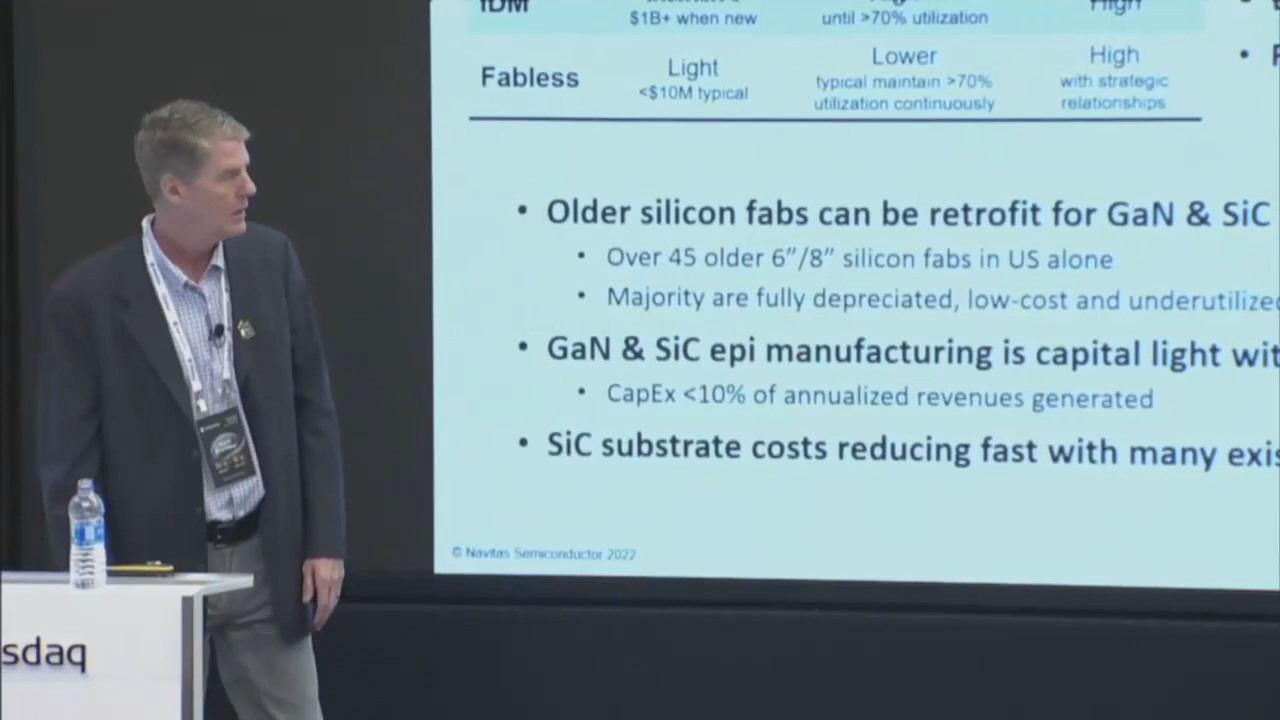 IDM
$1B+ when new
until >70% utilization
High
Fabless
Light
<$10M typical
Lower
typical maintain >70%
utilization continuously
High
with strategic
relationships
• Older silicon fabs can be retrofit for GaN & SiC
• Over 45 older 6”/8” silicon fabs in US alone
• Majority are fully depreciated, low-cost and underutilized
• GaN & SiC epi manufacturing is capital light wit
• CapEx <10% of annualized revenues generated
• SiC substrate costs reducing fast with many exis
© Navitas Semiconductor 2022
sdaq